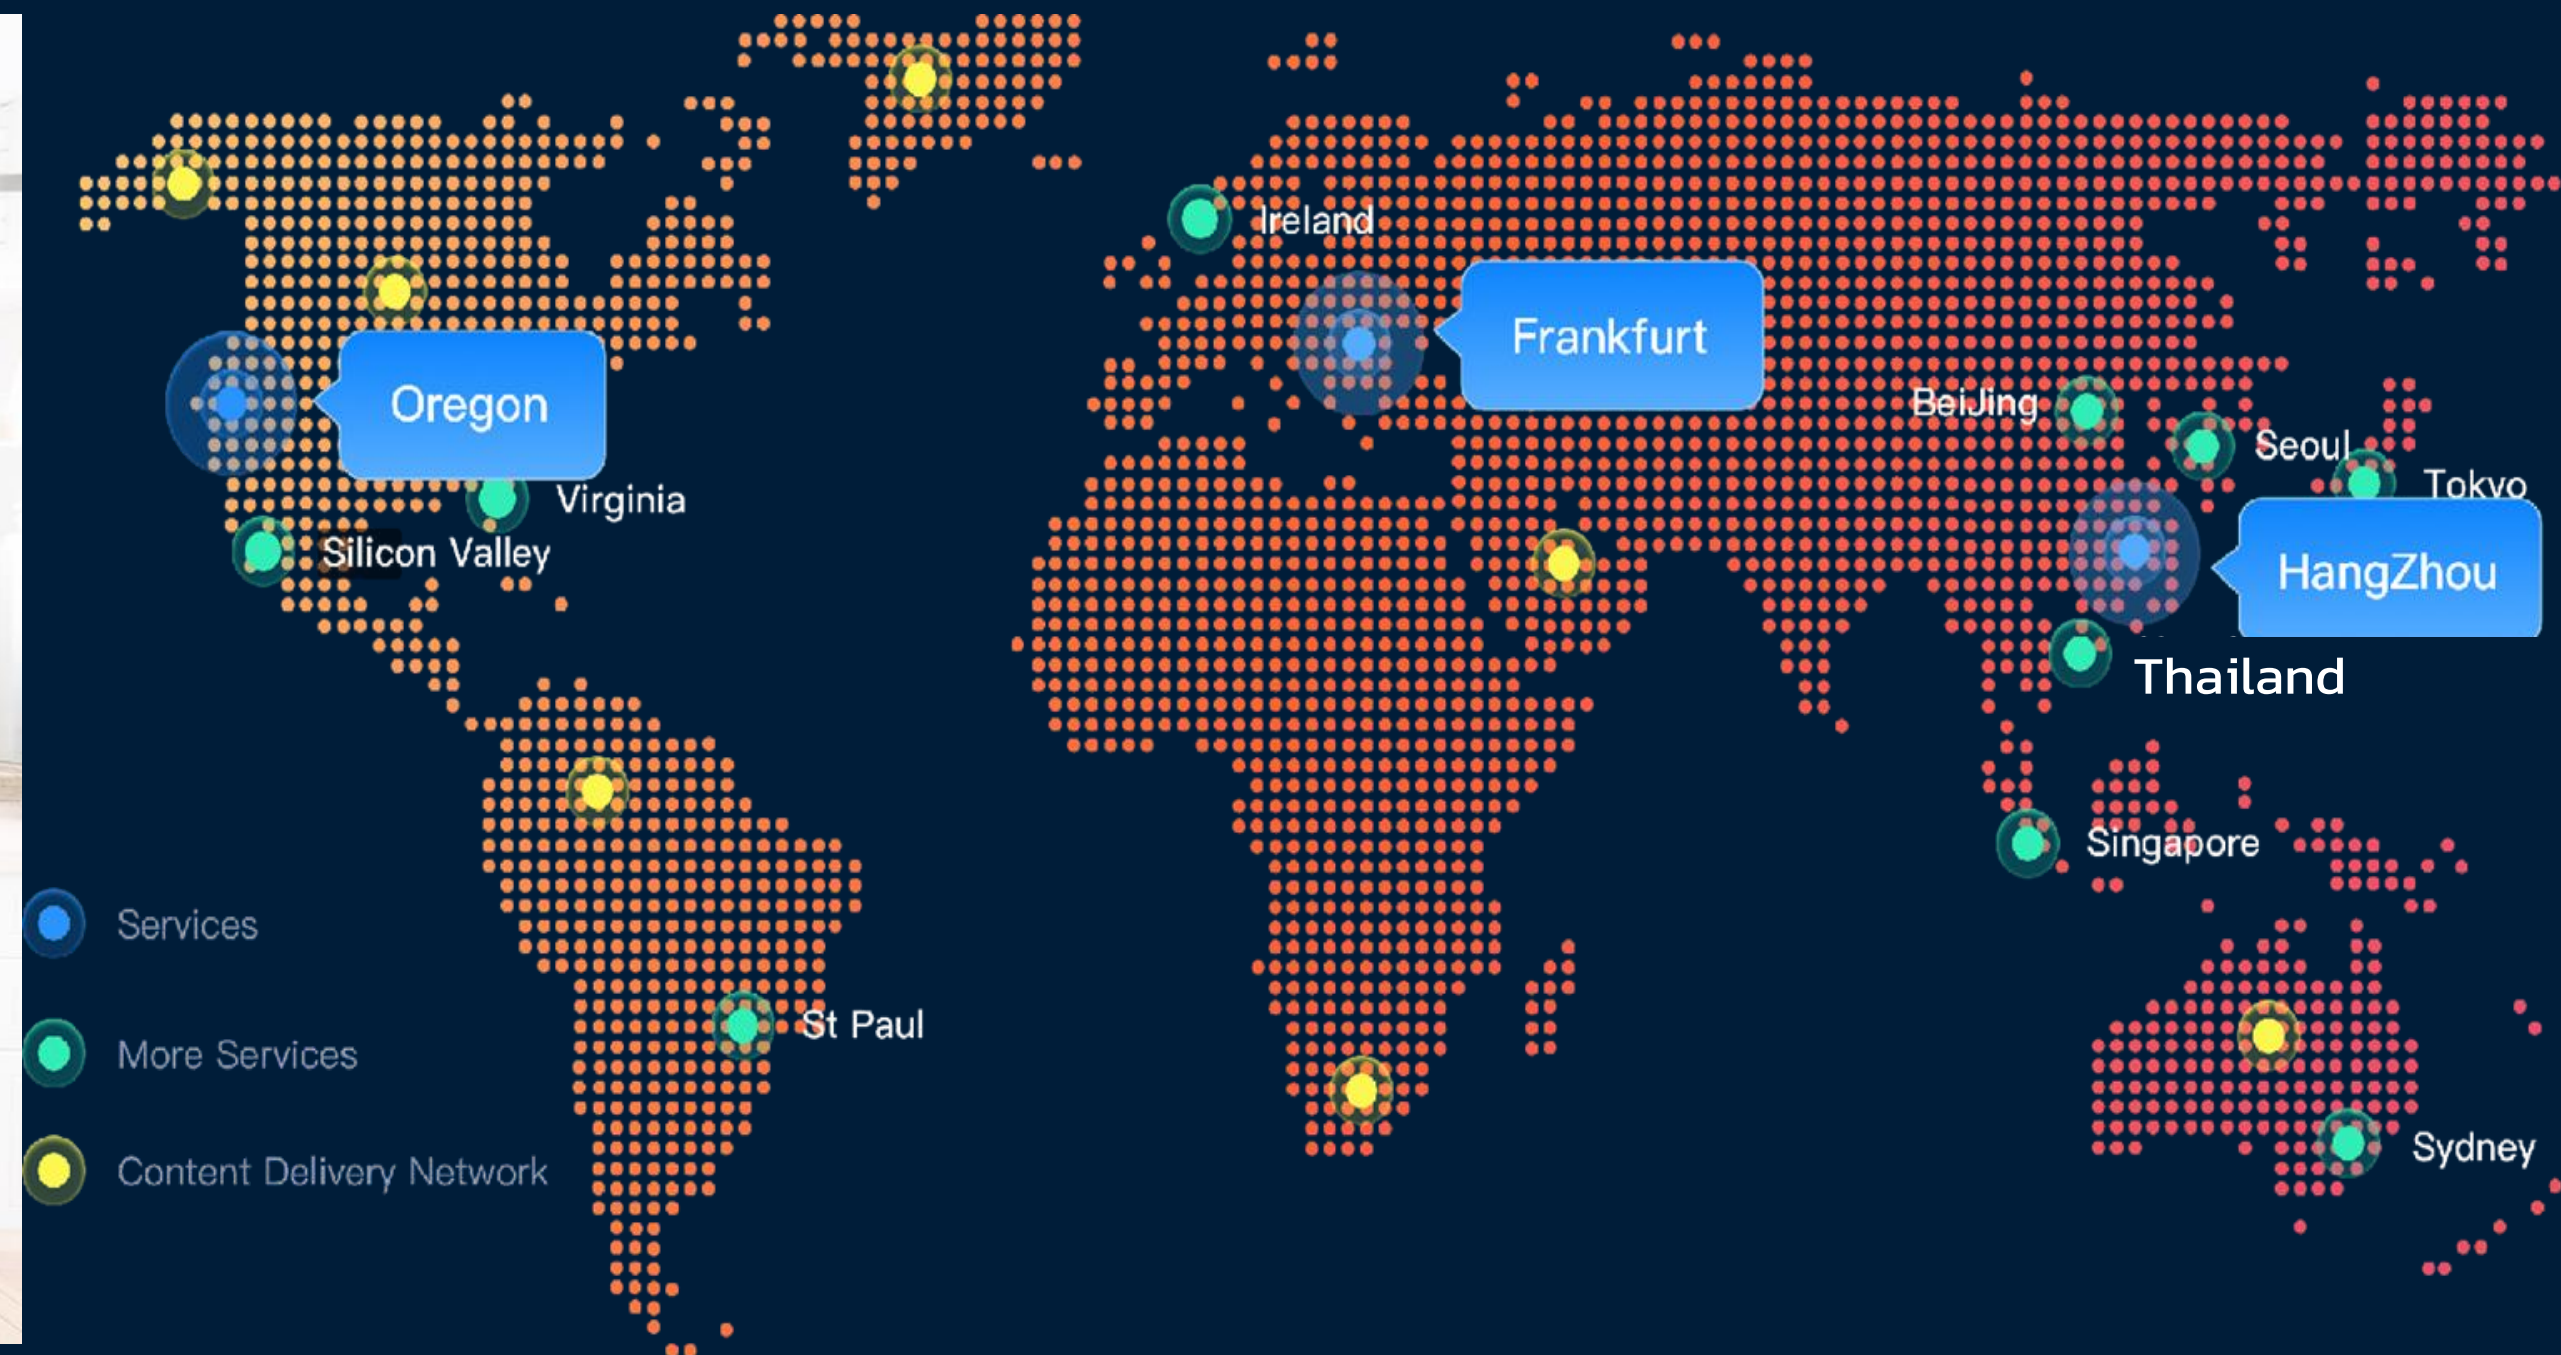 Ireland
Frankfurt
Oregon
BeiJing
Seoul
Tokyo
Virginia
Silicon Valley
HangZhou
Thailand
Singapore
Services
St Paul
More Services
Sydney
Content Delivery Network